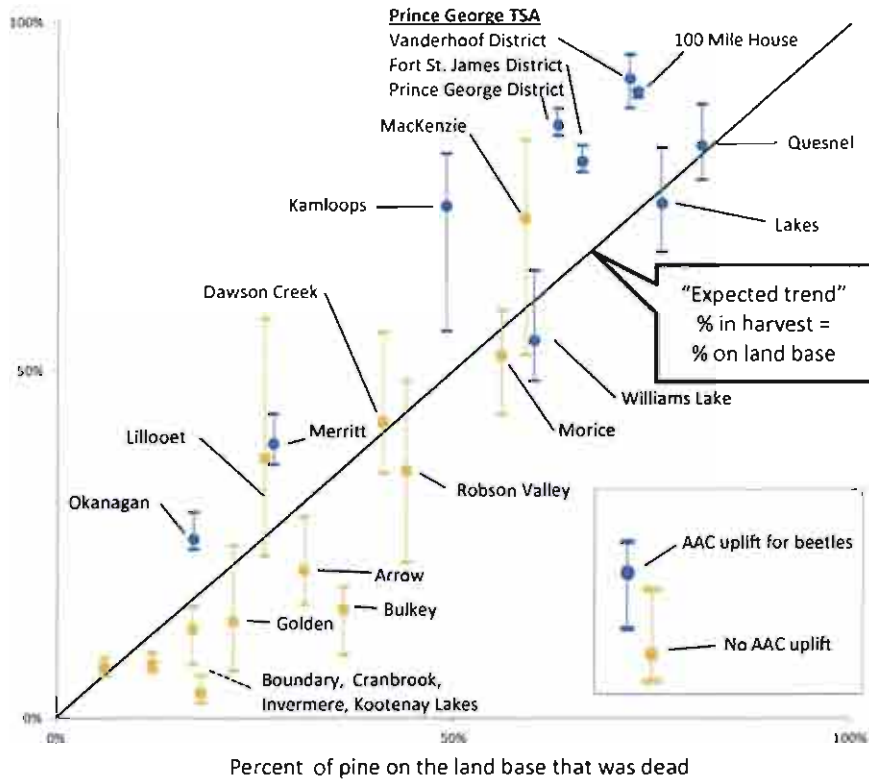 100%
Prince George TSA
Vanderhoof District
100 Mile House
Fort St. James District
Prince George District
MacKenzie
Quesnel
Kamloops
Lakes
Dawson Creek
"Expected trend"
% in harvest =
% on land base
50%
Williams Lake
Lillooet
Merritt
Morice
Robson Valley
Okanagan
AAC uplift for beetles
Arrow
Bulkey
Golden
No AAC uplift
Boundary, Cranbrook,
Invermere, Kootenay Lakes
0%
0%
50%
100%
Percent of pine on the land base that was dead